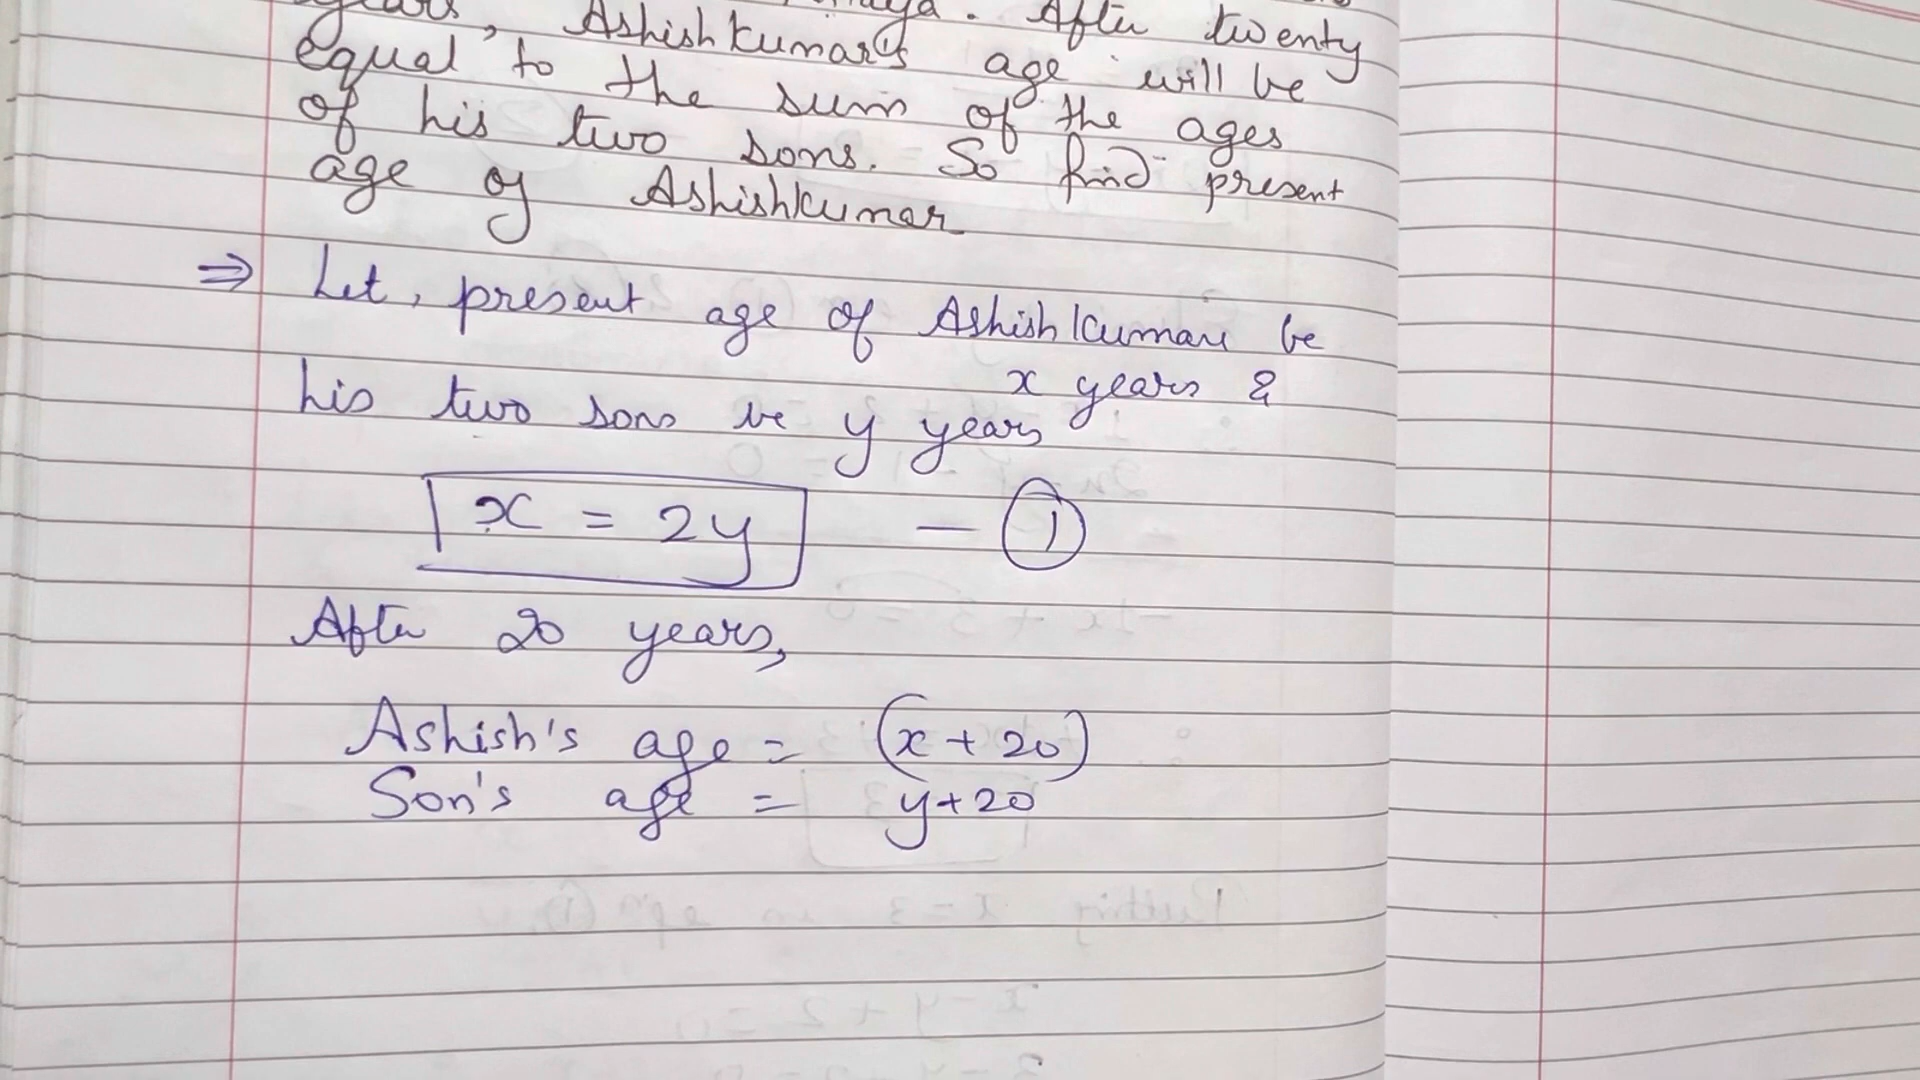 After twenty
Ashishkumar's age will be
equal to the sum of the ages
of his two sons. So find present
age of Ashishkumar
⇒ Let, present age of Ashishkumar be
x years &
his two sons be y years
x = 2y - ①
After 20 years,
Ashish's age = (x + 20)
Son's age = y+20